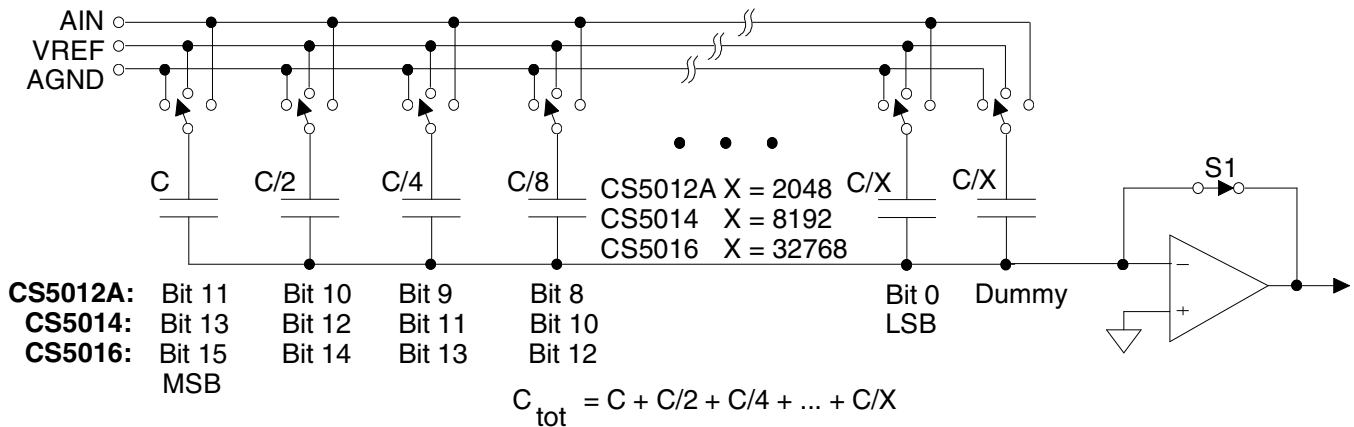 AIN
VREF
AGND
C
C/2
C/4
C/8
C/X
C/X
S1
CS5012A X = 2048
CS5014 X = 8192
CS5016 X = 32768
−
+
CS5012A: Bit 11 Bit 10 Bit 9 Bit 8 Bit 0 Dummy
CS5014: Bit 13 Bit 12 Bit 11 Bit 10 LSB
CS5016: Bit 15 Bit 14 Bit 13 Bit 12
MSB
C tot = C + C/2 + C/4 + ... + C/X